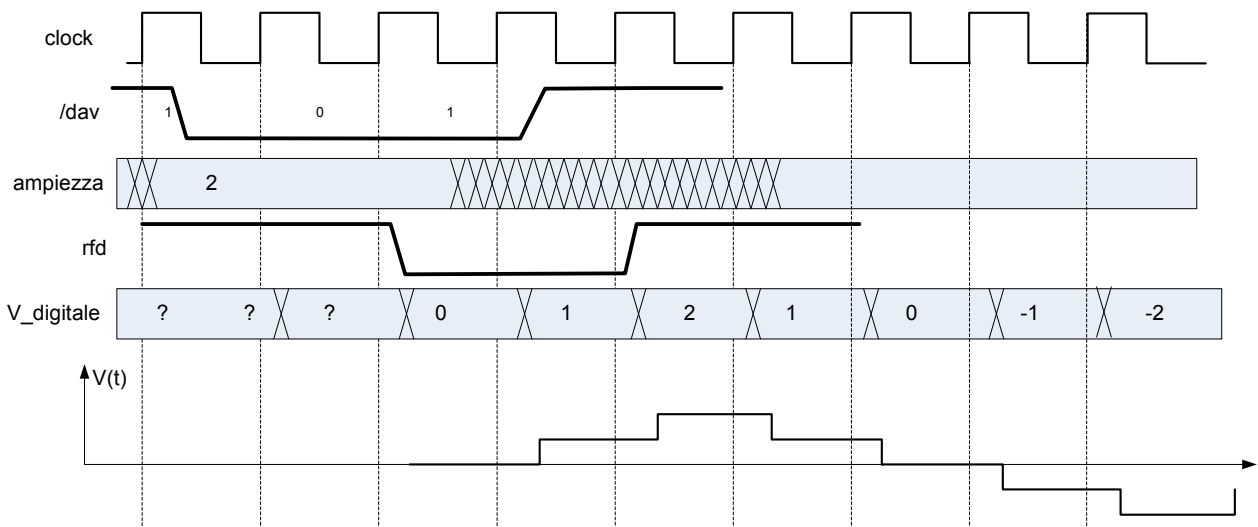 clock
/dav 1 0 1
ampiezza 2
rfd
V_digitale ? ? ? 0 1 2 1 0 -1 -2
V(t)